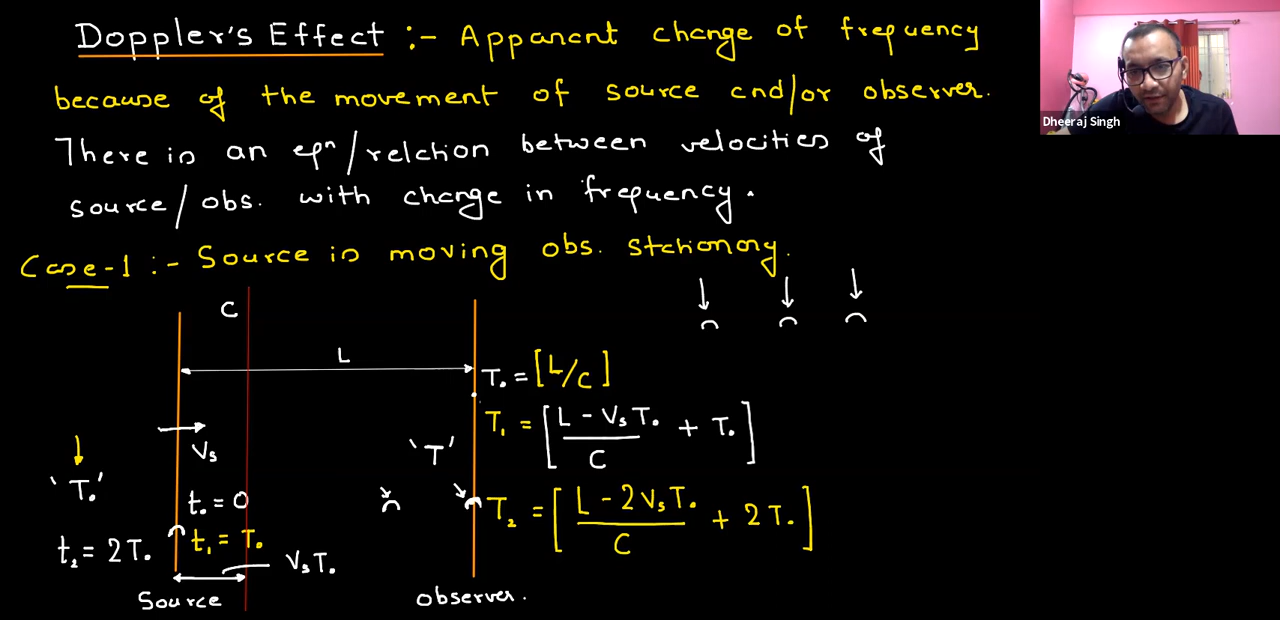 Doppler's Effect :- Apparent change of frequency
because of the movement of source and/or observer.
There is an eqⁿ/relation between velocities of
source/obs. with change in frequency.
Case-1 :- Source is moving obs. stationary.
C
L
T₀ = [L/C]
T₁ = [(L - VₛT₀)/C + T₀]
Vₛ
'T'
'T₀'
t₀ = 0
T₂ = [(L - 2VₛT₀)/C + 2T₀]
t₂ = 2T₀
t₁ = T₀
VₛT₀
Source
observer.
Dheeraj Singh